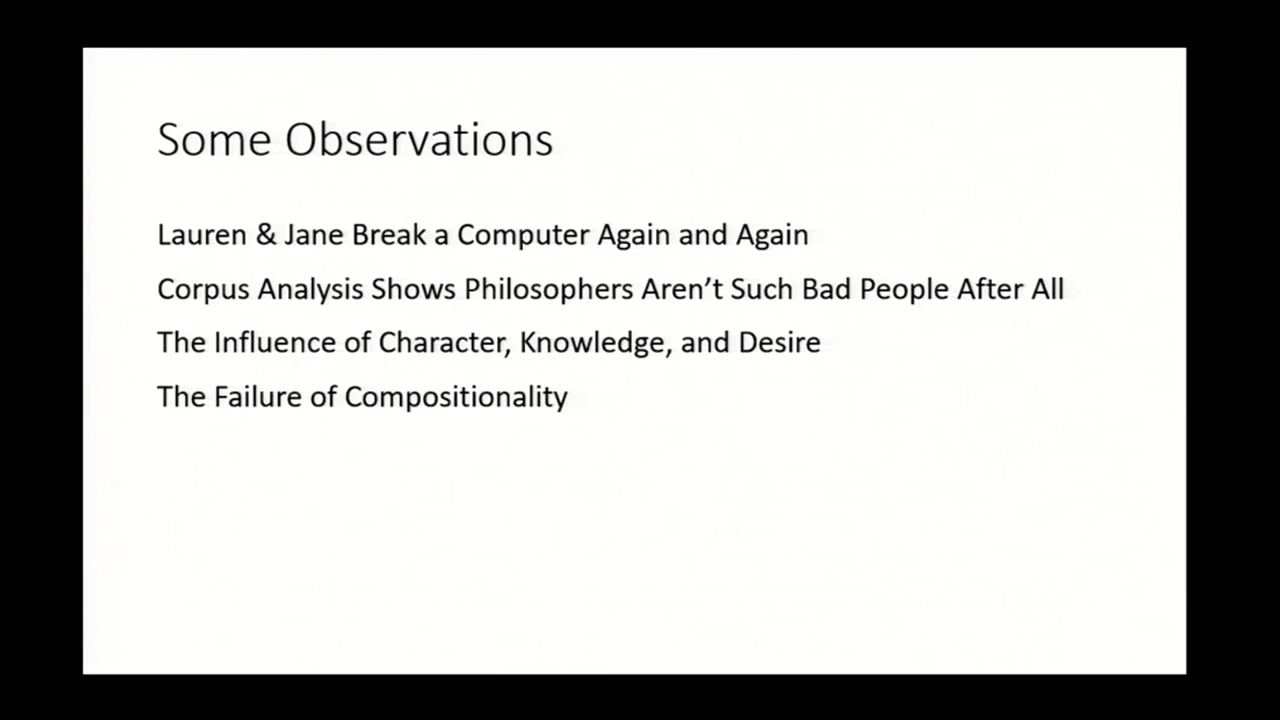 Some Observations
Lauren & Jane Break a Computer Again and Again
Corpus Analysis Shows Philosophers Aren’t Such Bad People After All
The Influence of Character, Knowledge, and Desire
The Failure of Compositionality